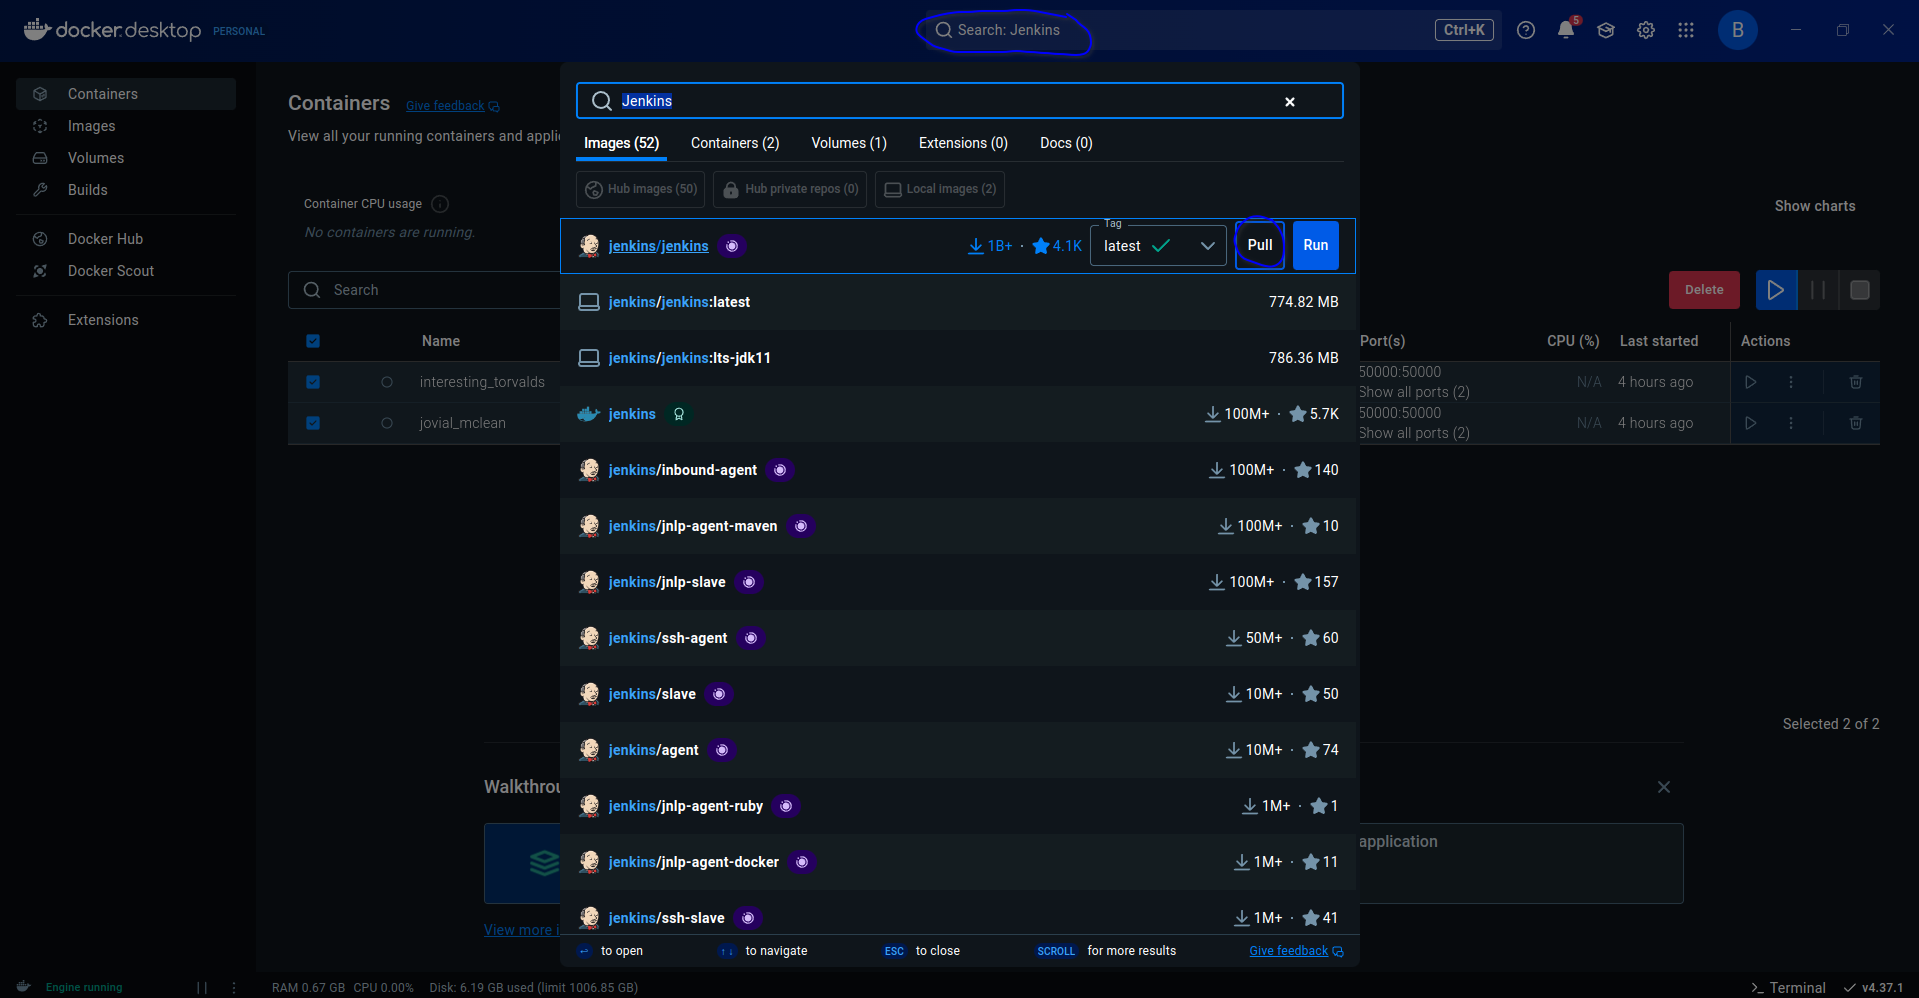 docker.desktop PERSONAL
Search: Jenkins
Ctrl+K
5
B
Containers
Images
Volumes
Builds
Docker Hub
Docker Scout
Extensions
Containers Give feedback
View all your running containers and appli
Container CPU usage
No containers are running.
Show charts
Search
Delete
Name
Port(s) CPU (%) Last started Actions
interesting_torvalds
50000:50000
Show all ports (2)
N/A 4 hours ago
jovial_mclean
50000:50000
Show all ports (2)
N/A 4 hours ago
Jenkins
Images (52) Containers (2) Volumes (1) Extensions (0) Docs (0)
Hub images (50) Hub private repos (0) Local images (2)
jenkins/jenkins 1B+ · 4.1K Tag latest Pull Run
jenkins/jenkins:latest 774.82 MB
jenkins/jenkins:lts-jdk11 786.36 MB
jenkins 100M+ · 5.7K
jenkins/inbound-agent 100M+ · 140
jenkins/jnlp-agent-maven 100M+ · 10
jenkins/jnlp-slave 100M+ · 157
jenkins/ssh-agent 50M+ · 60
jenkins/slave 10M+ · 50
jenkins/agent 10M+ · 74
jenkins/jnlp-agent-ruby 1M+ · 1
jenkins/jnlp-agent-docker 1M+ · 11
jenkins/ssh-slave 1M+ · 41
to open to navigate ESC to close SCROLL for more results Give feedback
Selected 2 of 2
Walkthrou
application
View more i
Engine running
RAM 0.67 GB CPU 0.00% Disk: 6.19 GB used (limit 1006.85 GB)
Terminal v4.37.1